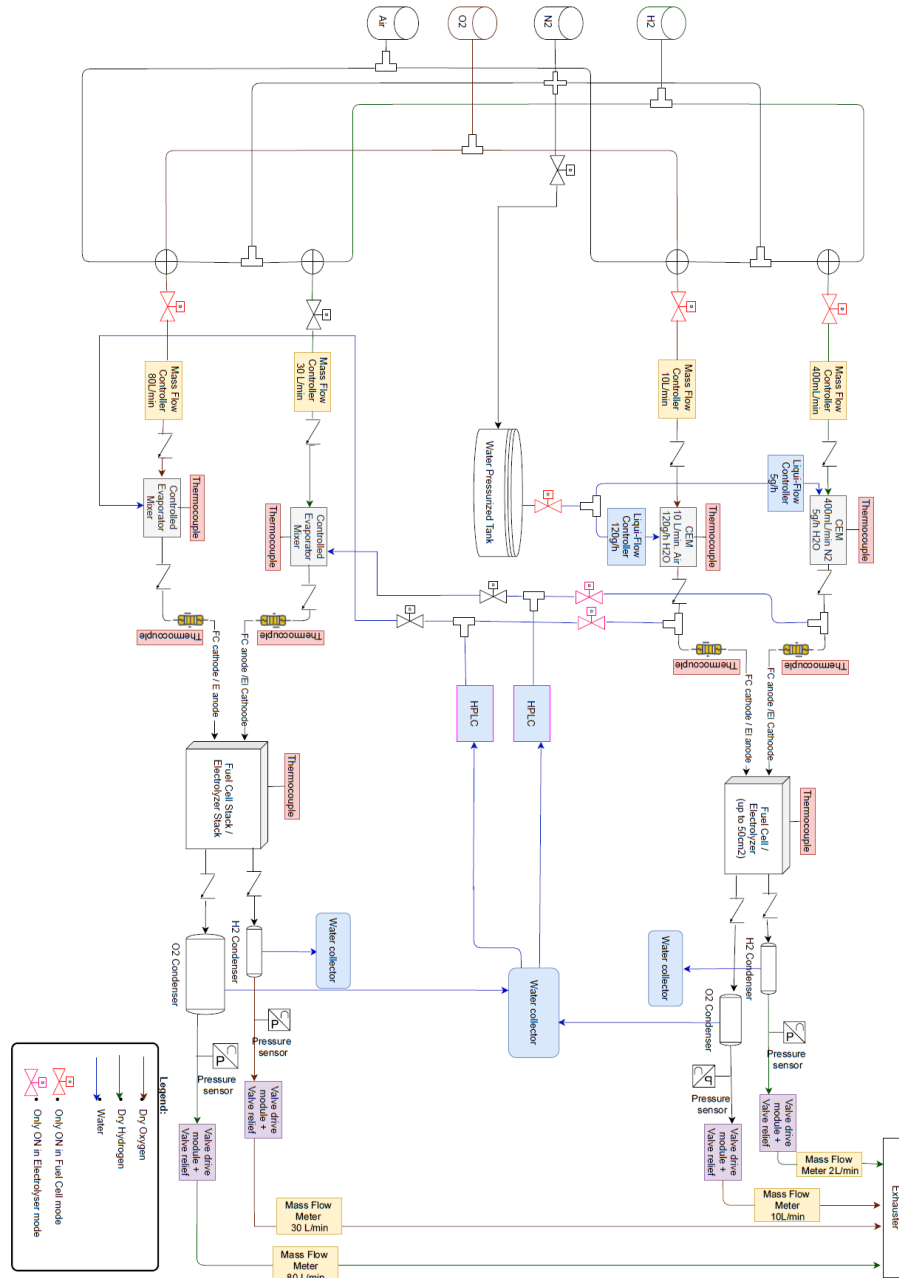 Air
O2
N2
H2
Mass Flow
Controller
80L/min
Mass Flow
Controller
30 L/min
Mass Flow
Controller
10L/min
Mass Flow
Controller
400mL/min
Water Pressurized Tank
Liqui-Flow
Controller
5g/h
Liqui-Flow
Controller
120g/h
Thermocouple
Controlled
Evaporator
Mixer
Thermocouple
Controlled
Evaporator
Mixer
CEM
10 L/min. Air
120g/h H2O
Thermocouple
CEM
400mL/min N2
5g/h H2O
Thermocouple
Thermocouple
Thermocouple
Thermocouple
Thermocouple
FC cathode / E anode
FC anode /El Cathoode
FC cathode / El anode
FC anode /El Cathoode
HPLC
HPLC
Fuel Cell Stack /
Electrolyzer Stack
Thermocouple
Fuel Cell /
Electrolyzer
(up to 50cm2)
Thermocouple
H2 Condenser
O2 Condenser
Water collector
Water collector
Water collector
H2 Condenser
O2 Condenser
P
Pressure
sensor
P
Pressure
sensor
P
Pressure
sensor
P
Pressure
sensor
Valve drive
module +
Valve relief
Valve drive
module +
Valve relief
Valve drive
module +
Valve relief
Valve drive
module +
Valve relief
Mass Flow
Meter 2L/min
Mass Flow
Meter
10L/min
Mass Flow
Meter
30 L/min
Mass Flow
Meter
80 L/min
Exhauster
Legend:
Dry Oxygen
Dry Hydrogen
Water
Only ON in Fuel Cell mode
Only ON in Electrolyser mode